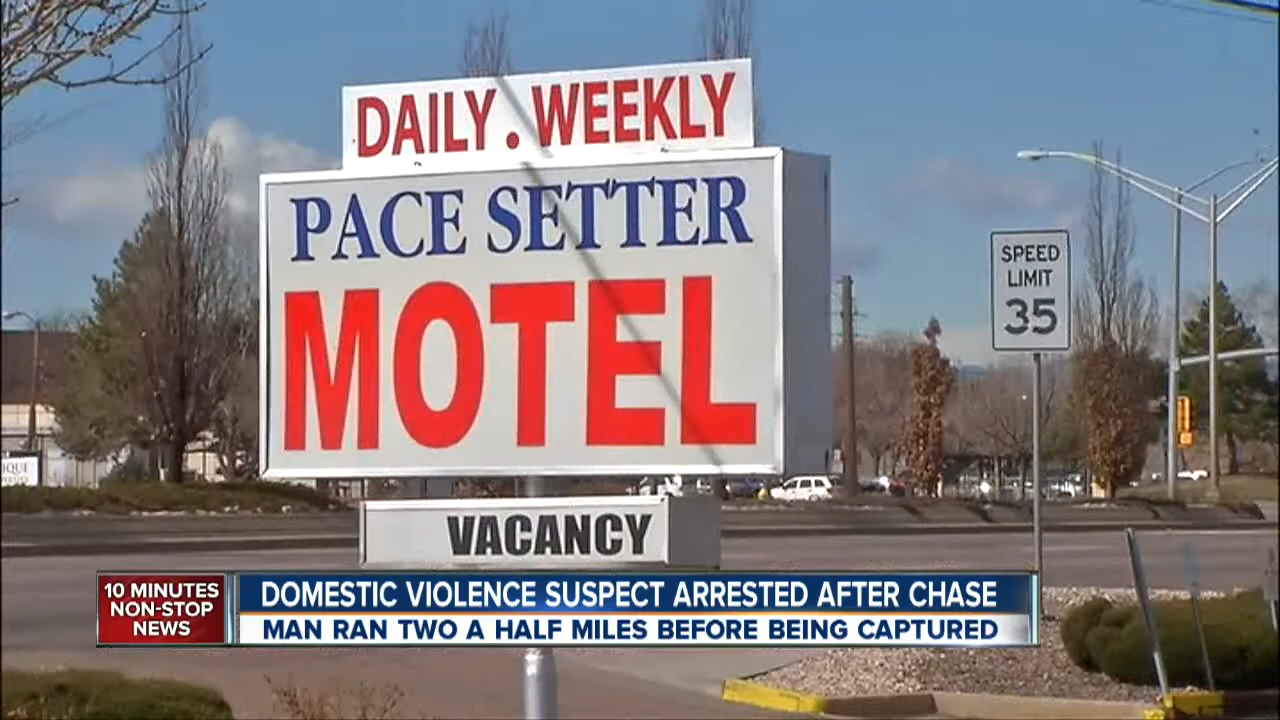 DAILY . WEEKLY
PACE SETTER
MOTEL
VACANCY
SPEED
LIMIT
35
IQUE
10 MINUTES
NON-STOP
NEWS
DOMESTIC VIOLENCE SUSPECT ARRESTED AFTER CHASE
MAN RAN TWO A HALF MILES BEFORE BEING CAPTURED